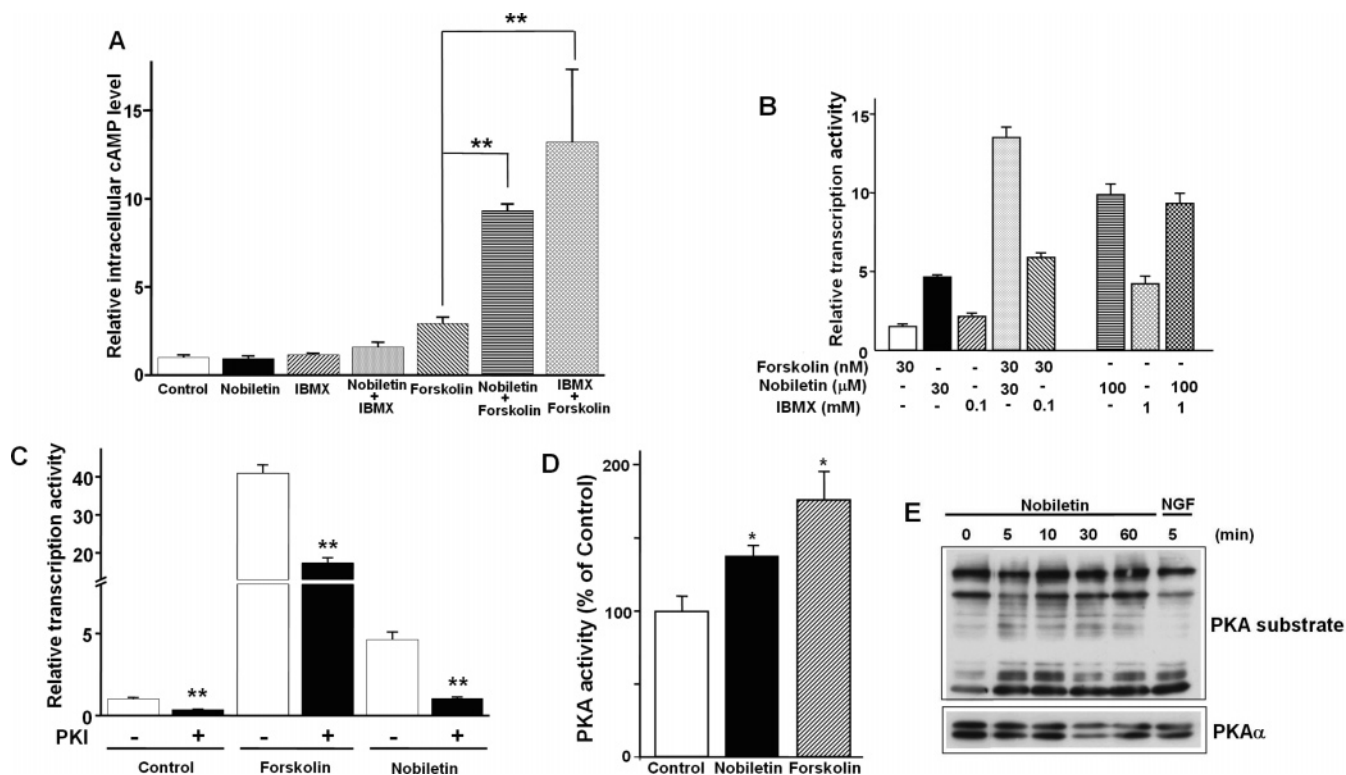 A
Relative intracellular cAMP level
15
10
5
0
**
**
Control
Nobiletin
IBMX
Nobiletin
+
IBMX
Forskolin
Nobiletin
+
Forskolin
IBMX
+
Forskolin
B
Relative transcription activity
15
10
5
0
Forskolin (nM) 30 - - 30 30
Nobiletin (μM) - 30 - 30 - 100 - 100
IBMX (mM) - - 0.1 - 0.1 - 1 1
C
Relative transcription activity
40
20
5
0
**
**
**
PKI - + - + - +
Control Forskolin Nobiletin
D
PKA activity (% of Control)
200
100
0
*
*
Control Nobiletin Forskolin
E
Nobiletin NGF
0 5 10 30 60 5 (min)
PKA substrate
PKAα